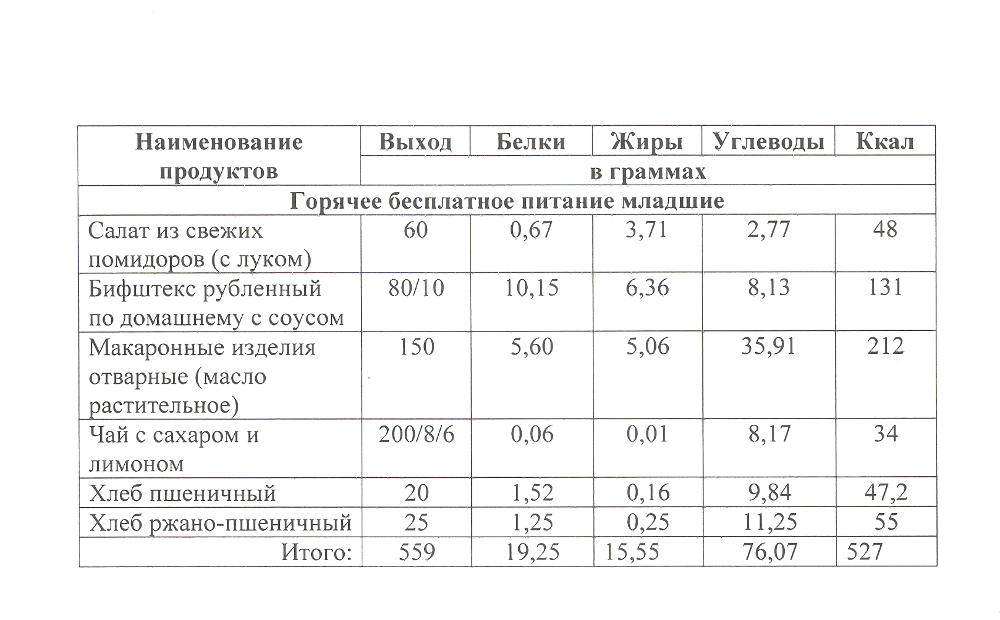 Наименование Выход Белки Жиры Углеводы Ккал
продуктов в граммах
Горячее бесплатное питание младшие
Салат из свежих 60 0,67 3,71 2,77 48
помидоров (с луком)
Бифштекс рубленный 80/10 10,15 6,36 8,13 131
по домашнему с соусом
Макаронные изделия 150 5,60 5,06 35,91 212
отварные (масло
растительное)
Чай с сахаром и 200/8/6 0,06 0,01 8,17 34
лимоном
Хлеб пшеничный 20 1,52 0,16 9,84 47,2
Хлеб ржано-пшеничный 25 1,25 0,25 11,25 55
Итого: 559 19,25 15,55 76,07 527